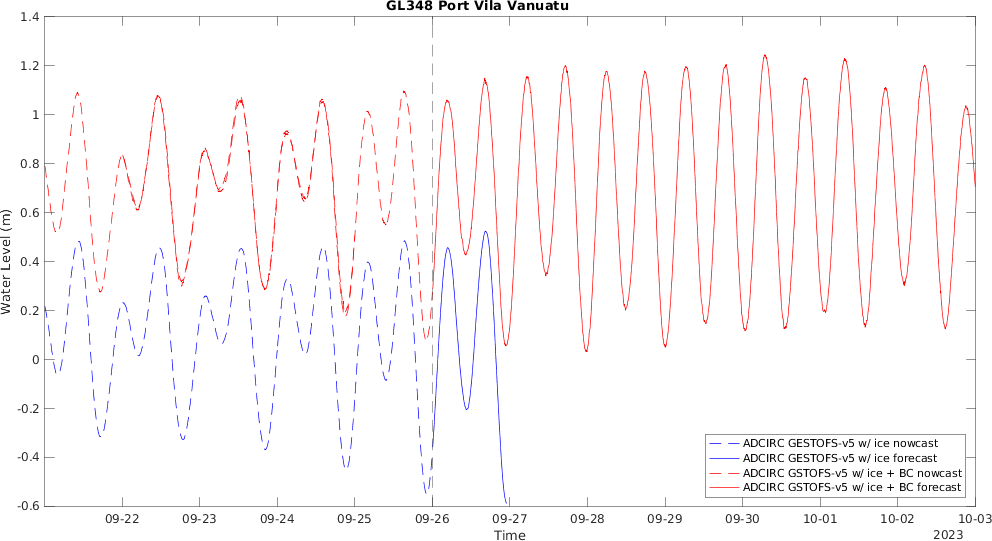 GL348 Port Vila Vanuatu
1.4
1.2
1
0.8
0.6
0.4
0.2
0
-0.2
-0.4
-0.6
Water Level (m)
ADCIRC GESTOFS-v5 w/ ice nowcast
ADCIRC GESTOFS-v5 w/ ice forecast
ADCIRC GSTOFS-v5 w/ ice + BC nowcast
ADCIRC GSTOFS-v5 w/ ice + BC forecast
09-22 09-23 09-24 09-25 09-26 09-27 09-28 09-29 09-30 10-01 10-02 10-03
Time
2023